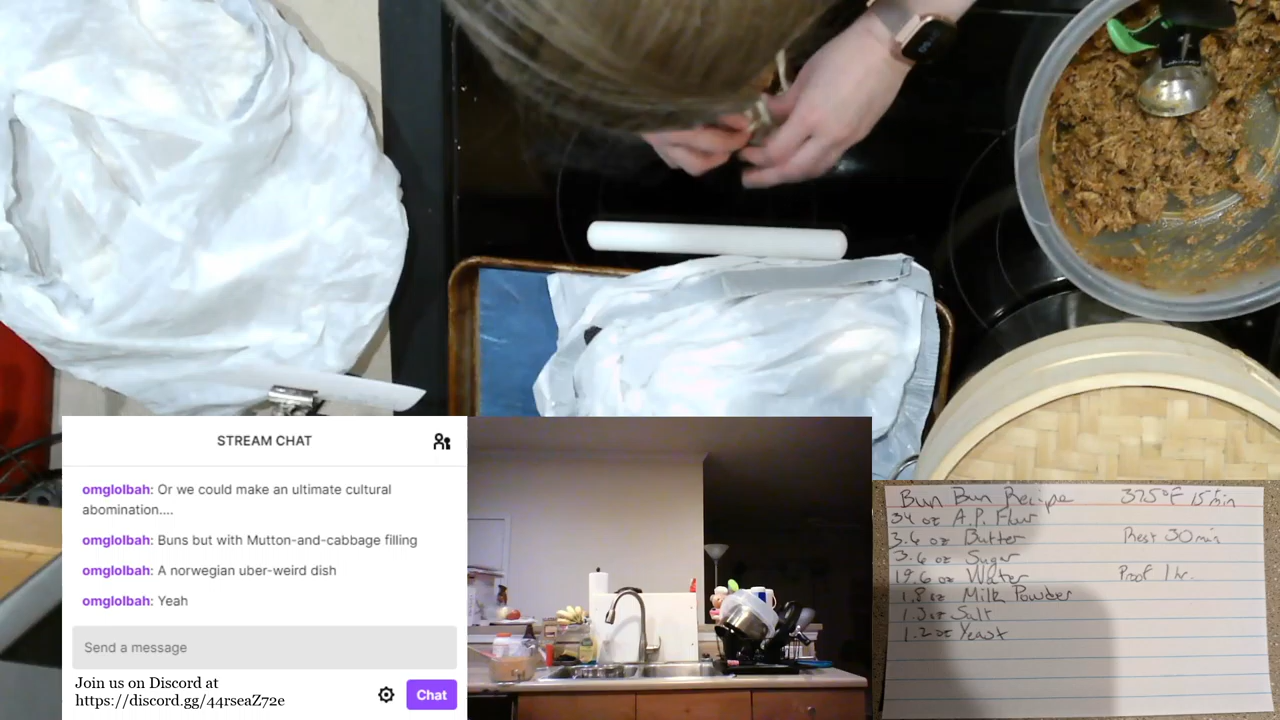 STREAM CHAT
omglolbah: Or we could make an ultimate cultural
abomination....
omglolbah: Buns but with Mutton-and-cabbage filling
omglolbah: A norwegian uber-weird dish
omglolbah: Yeah
Send a message
Join us on Discord at
https://discord.gg/44rseaZ72e
Chat
Bun Bun Recipe 375°F 15 min
34 oz A.P. Flour
3.6 oz Butter Rest 30 min
3.6 oz Sugar
19.6 oz Water Proof 1 hr.
1.8 oz Milk Powder
1.3 oz Salt
1.2 oz Yeast